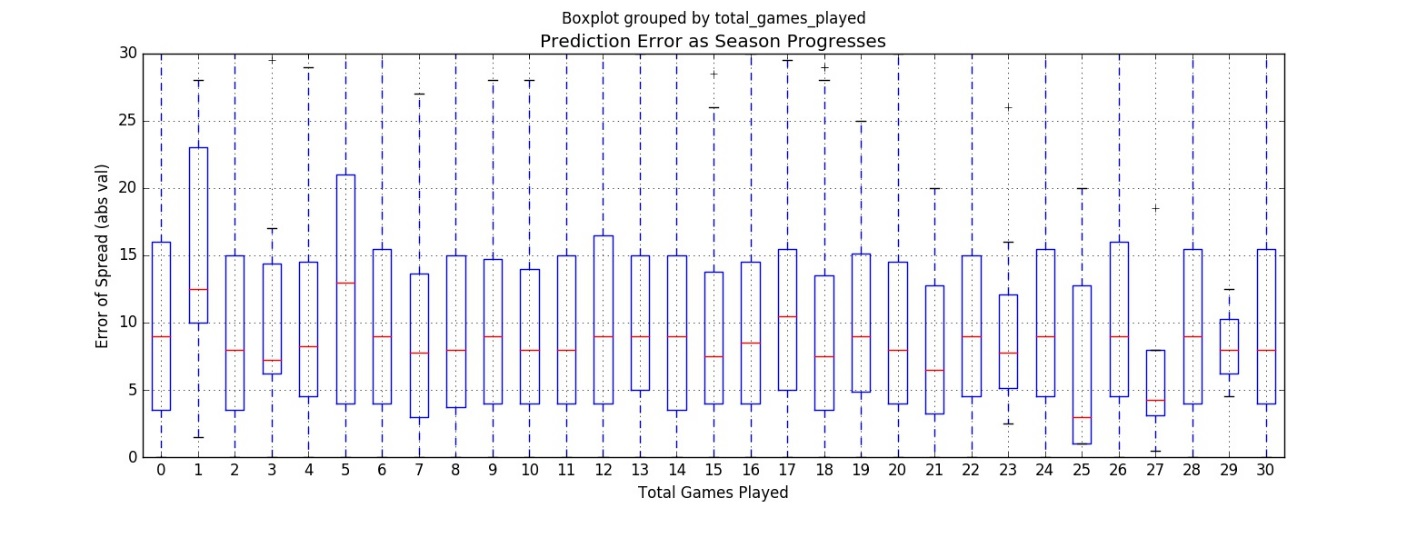 Boxplot grouped by total_games_played
Prediction Error as Season Progresses
30
25
20
15
10
5
0
Error of Spread (abs val)
0 1 2 3 4 5 6 7 8 9 10 11 12 13 14 15 16 17 18 19 20 21 22 23 24 25 26 27 28 29 30
Total Games Played